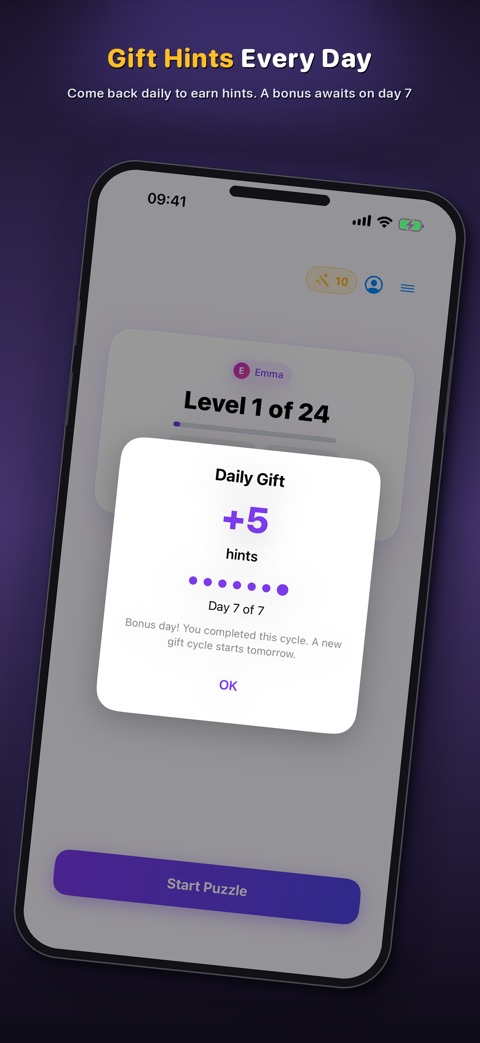 Gift Hints Every Day
Come back daily to earn hints. A bonus awaits on day 7
09:41
10
E Emma
Level 1 of 24
Daily Gift
+5
hints
Day 7 of 7
Bonus day! You completed this cycle. A new
gift cycle starts tomorrow.
OK
Start Puzzle